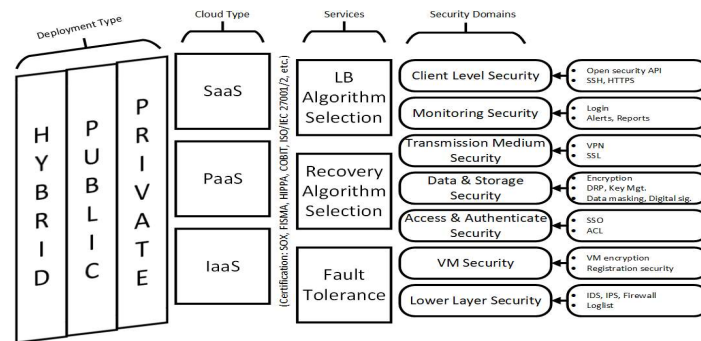 Deployment Type
Cloud Type
Services
Security Domains
HYBRID
PUBLIC
PRIVATE
SaaS
PaaS
IaaS
(Certification: SOX, FISMA, HIPPA, COBIT, ISO/IEC 27001/2, etc.)
LB
Algorithm
Selection
Recovery
Algorithm
Selection
Fault
Tolerance
Client Level Security
• Open security API
• SSH, HTTPS
Monitoring Security
• Login
• Alerts, Reports
Transmission Medium
Security
• VPN
• SSL
Data & Storage
Security
• Encryption
• DRP, Key Mgt.
• Data masking, Digital sig.
Access & Authenticate
Security
• SSO
• ACL
VM Security
• VM encryption
• Registration security
Lower Layer Security
• IDS, IPS, Firewall
• Loglist